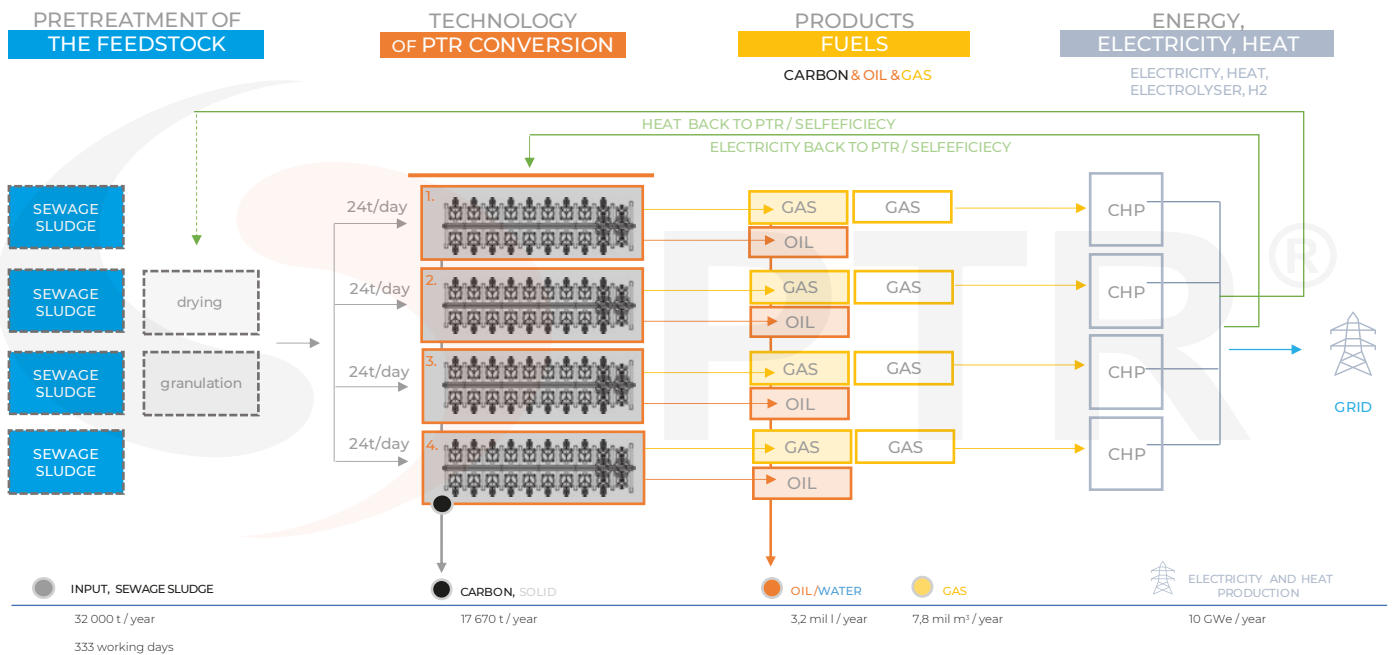 PRETREATMENT OF
THE FEEDSTOCK
TECHNOLOGY
OF PTR CONVERSION
PRODUCTS
FUELS
CARBON & OIL & GAS
ENERGY,
ELECTRICITY, HEAT
ELECTRICITY, HEAT,
ELECTROLYSER, H2
HEAT BACK TO PTR / SELFEFICIECY
ELECTRICITY BACK TO PTR / SELFEFICIECY
SEWAGE
SLUDGE
SEWAGE
SLUDGE
SEWAGE
SLUDGE
SEWAGE
SLUDGE
drying
granulation
24t/day
24t/day
24t/day
24t/day
1.
2.
3.
4.
GAS
GAS
OIL
GAS
GAS
OIL
GAS
GAS
OIL
GAS
GAS
OIL
CHP
CHP
CHP
CHP
PTR®
GRID
INPUT, SEWAGE SLUDGE
CARBON, SOLID
OIL/WATER
GAS
ELECTRICITY AND HEAT
PRODUCTION
32 000 t / year
17 670 t / year
3,2 mil l / year
7,8 mil m³ / year
10 GWe / year
333 working days